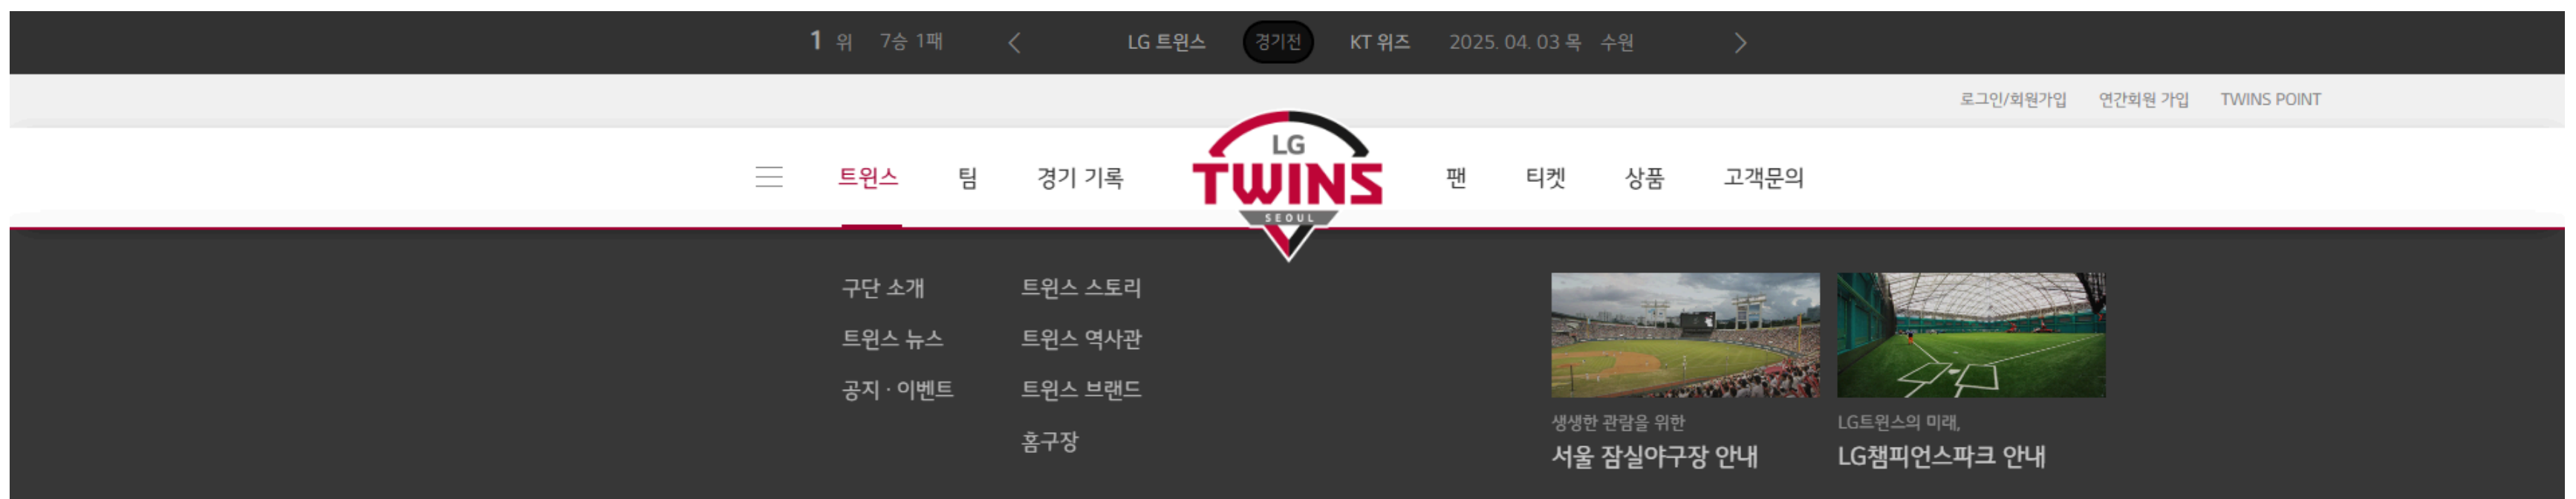 1 위 7승 1패 LG 트윈스 경기전 KT 위즈 2025. 04. 03 목 수원
로그인/회원가입 연간회원 가입 TWINS POINT
트윈스 팀 경기 기록 LG TWINS SEOUL 팬 티켓 상품 고객문의
구단 소개 트윈스 스토리
트윈스 뉴스 트윈스 역사관
공지 · 이벤트 트윈스 브랜드
홈구장
생생한 관람을 위한
서울 잠실야구장 안내
LG트윈스의 미래,
LG챔피언스파크 안내